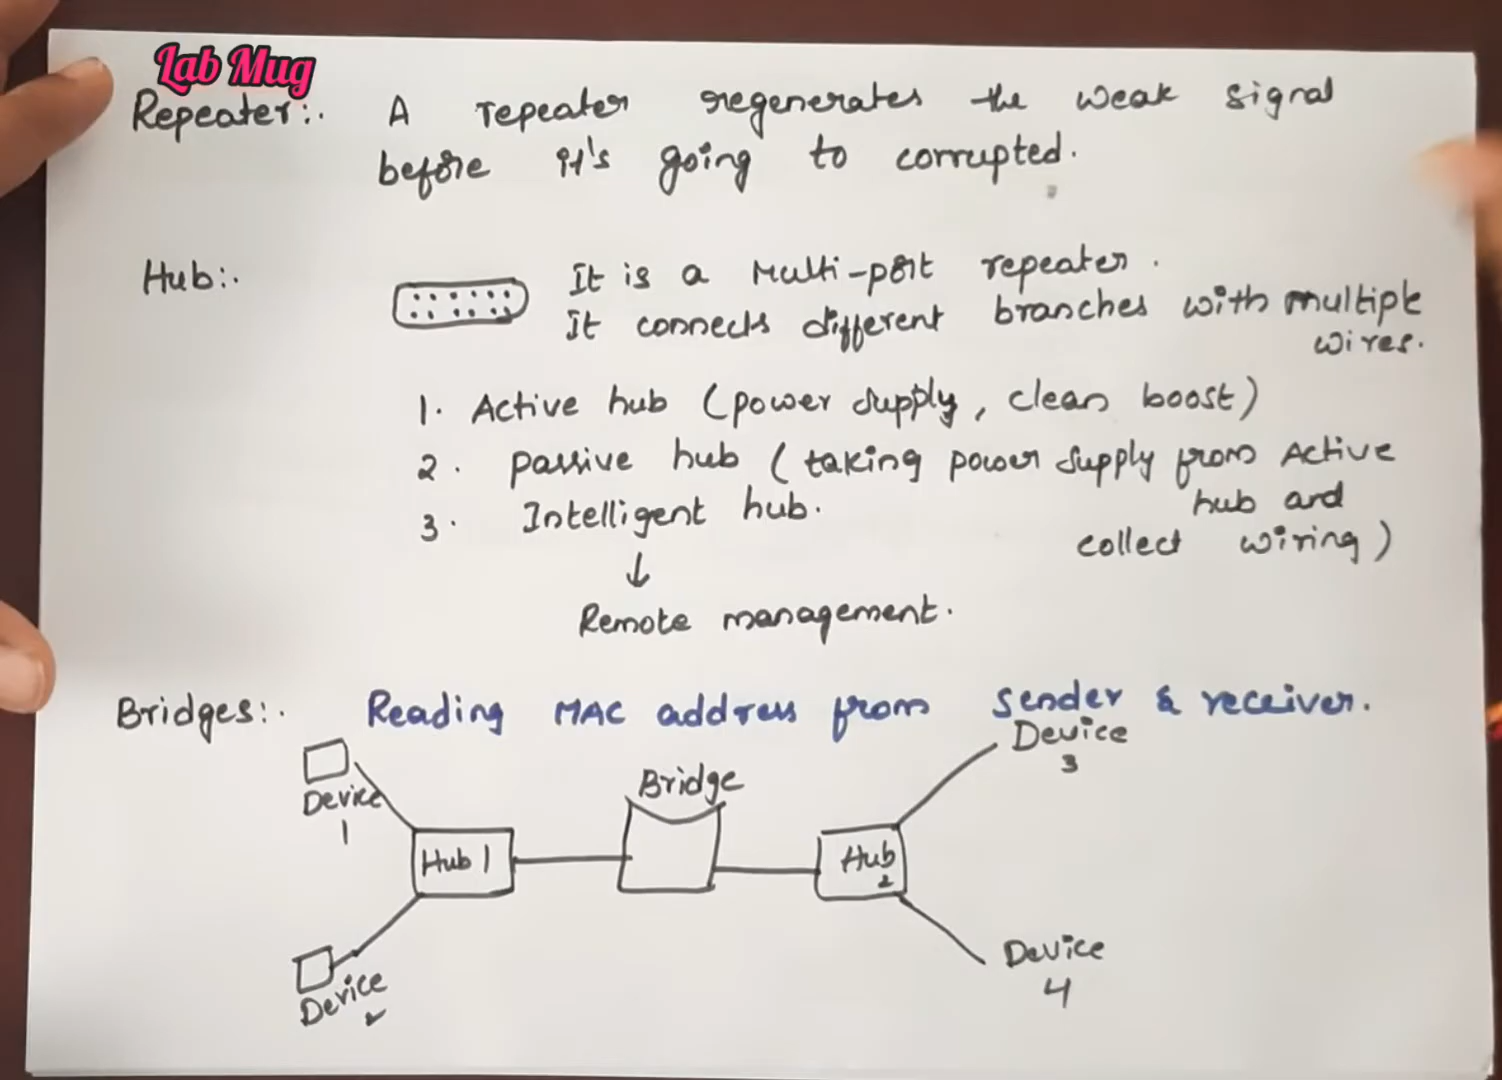 Lab Mug
Repeater:. A repeater regenerates the weak signal
before it's going to corrupted.
Hub:. It is a Multi-port repeater.
It connects different branches with multiple
wires.
1. Active hub (power supply, clean boost)
2. passive hub (taking power supply from Active
hub and
collect wiring)
3. Intelligent hub.
↓
Remote management.
Bridges:. Reading MAC address from sender & receiver.
Device
3
Bridge
Device
1
Hub 1
Hub
2
Device
4
Device
2